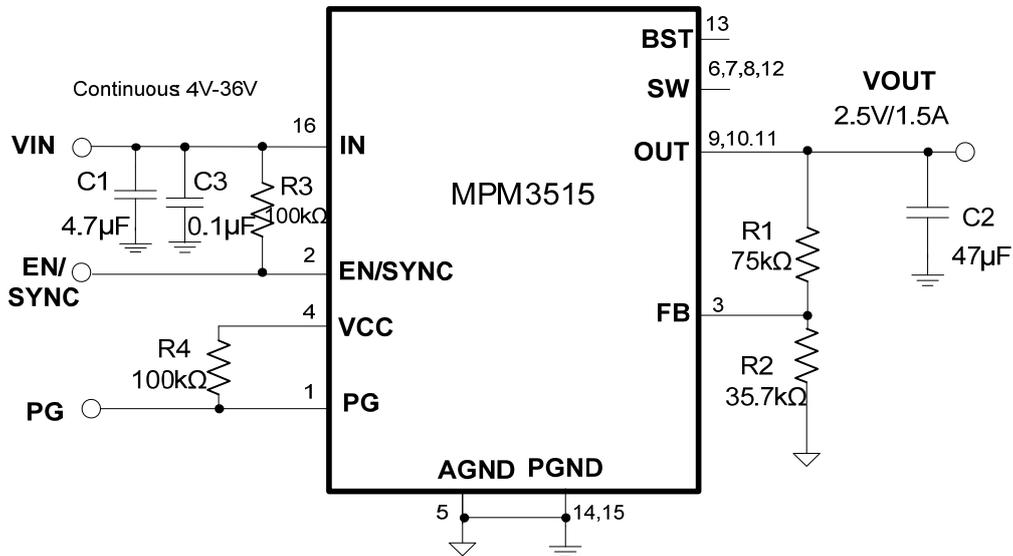 13
BST
6,7,8,12
SW
VOUT
2.5V/1.5A
Continuous: 4V-36V
16
VIN
IN
OUT
9,10.11
C1
C3
R3
100kΩ
MPM3515
4.7µF
0.1µF
R1
75kΩ
C2
47µF
EN/
SYNC
2
EN/SYNC
4
VCC
FB
3
R4
100kΩ
R2
35.7kΩ
1
PG
PG
AGND
PGND
5
14,15